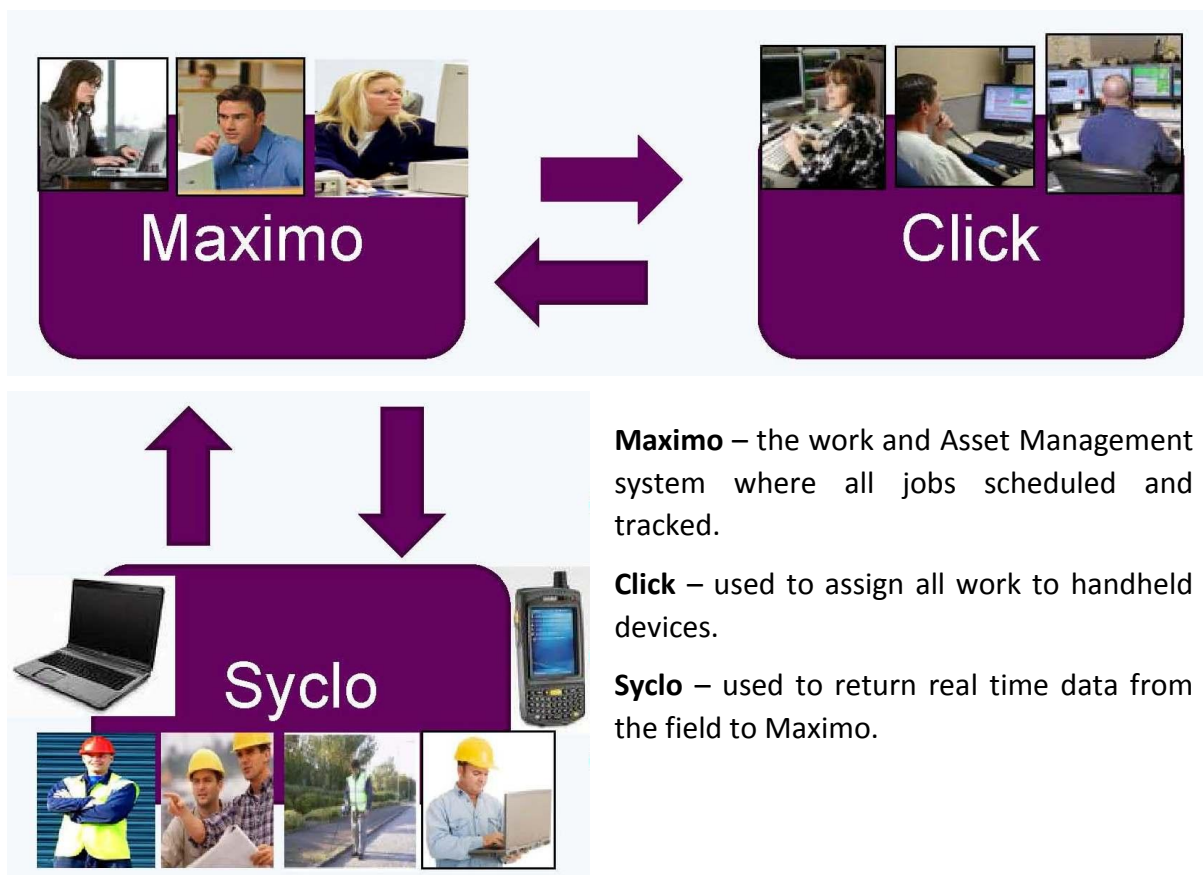 Maximo
Click
Syclo
Maximo – the work and Asset Management
system where all jobs scheduled and
tracked.
Click – used to assign all work to handheld
devices.
Syclo – used to return real time data from
the field to Maximo.